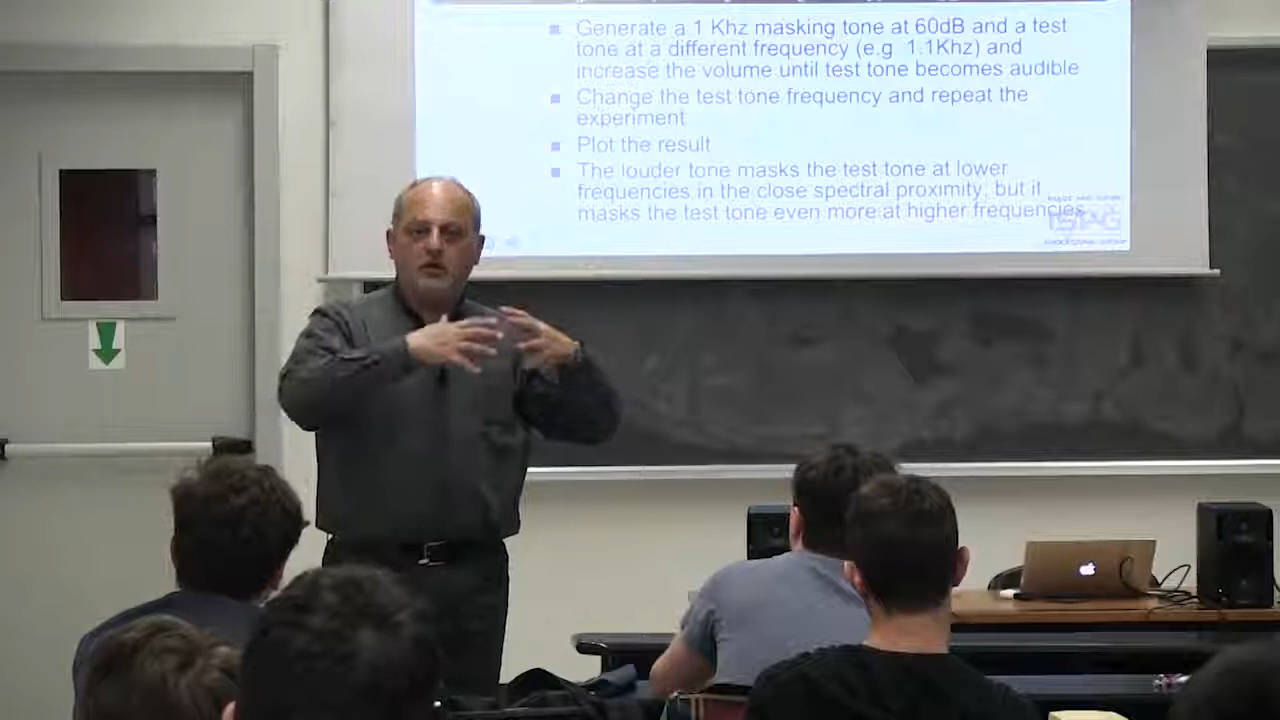 Generate a 1 Khz masking tone at 60dB and a test
tone at a different frequency (e.g 1.1Khz) and
increase the volume until test tone becomes audible
Change the test tone frequency and repeat the
experiment
Plot the result
The louder tone masks the test tone at lower
frequencies in the close spectral proximity, but it
masks the test tone even more at higher frequencies